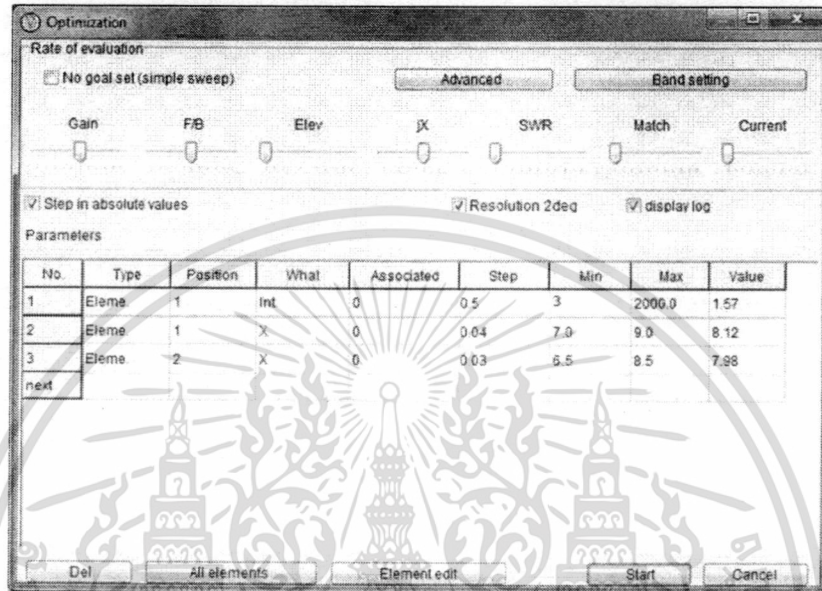 Optimization
Rate of evaluation
No goal set (simple sweep)
Advanced
Band setting
Gain F/B Elev jX SWR Match Current
Step in absolute values
Resolution 2deg
display log
Parameters
No. Type Position What Associated Step Min Max Value
1 Eleme. 1 Int 0 0.5 3 2000.0 1.57
2 Eleme. 1 X 0 0.04 7.0 9.0 8.12
3 Eleme. 2 X 0 0.03 6.5 8.5 7.98
next
Del All elements Element edit Start Cancel